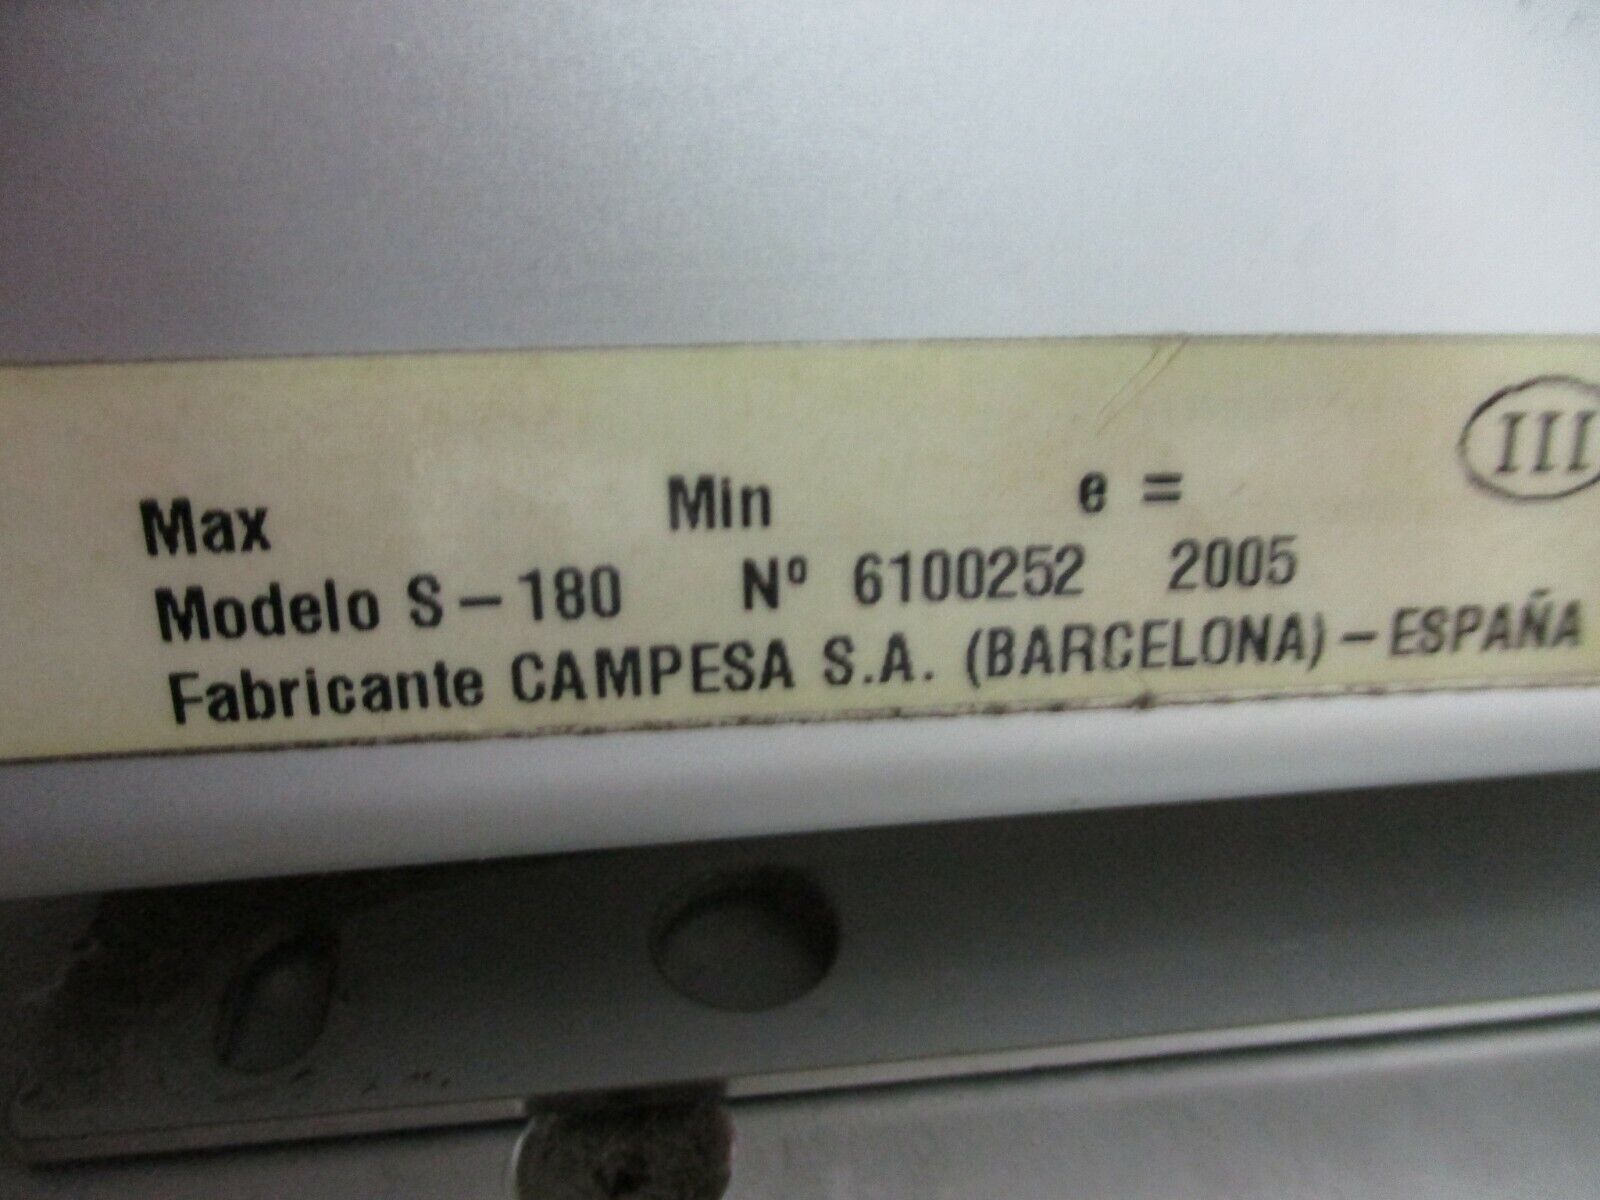 III
Max Min e =
Modelo S-180 Nº 6100252 2005
Fabricante CAMPESA S.A. (BARCELONA) - ESPAÑA